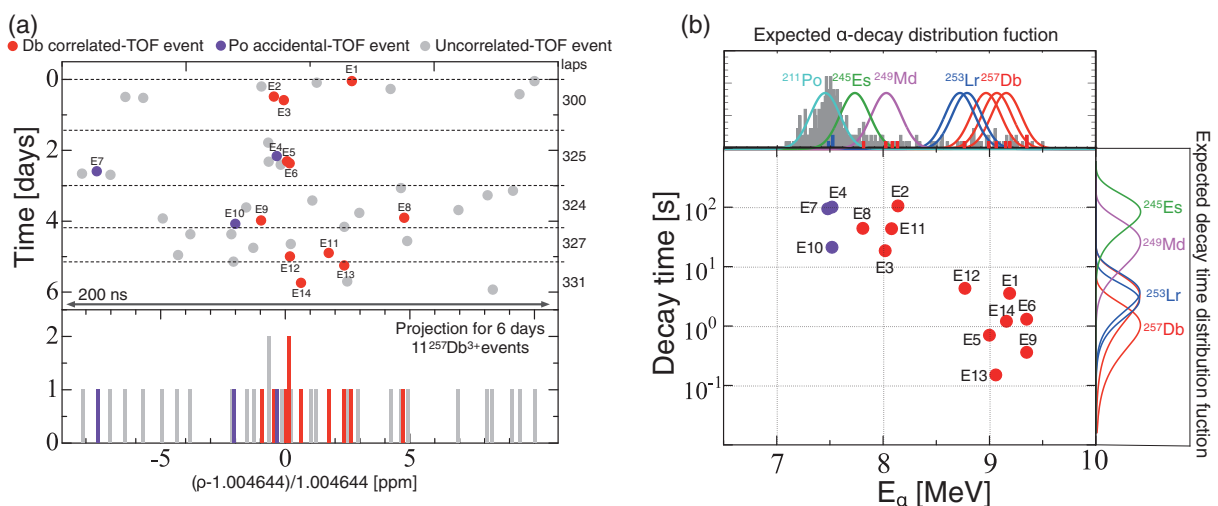 (a)
Db correlated-TOF event
Po accidental-TOF event
Uncorrelated-TOF event
laps
0
2
4
6
Time [days]
E1
E2
E3
E4
E5
E6
E7
E8
E9
E10
E11
E12
E13
E14
300
325
324
327
331
200 ns
Projection for 6 days
11²⁵⁷Db³⁺events
2
1
0
2
1
0
-5
0
5
(ρ-1.004644)/1.004644 [ppm]
(b)
Expected α-decay distribution fuction
²¹¹Po
²⁴⁵Es
²⁴⁹Md
²⁵³Lr
²⁵⁷Db
Decay time [s]
10²
10¹
10⁰
10⁻¹
E4
E7
E10
E2
E8
E11
E3
E12
E1
E6
E14
E5
E9
E13
²⁴⁵Es
²⁴⁹Md
²⁵³Lr
²⁵⁷Db
Expected decay time distribution fuction
7
8
9
10
Eα [MeV]